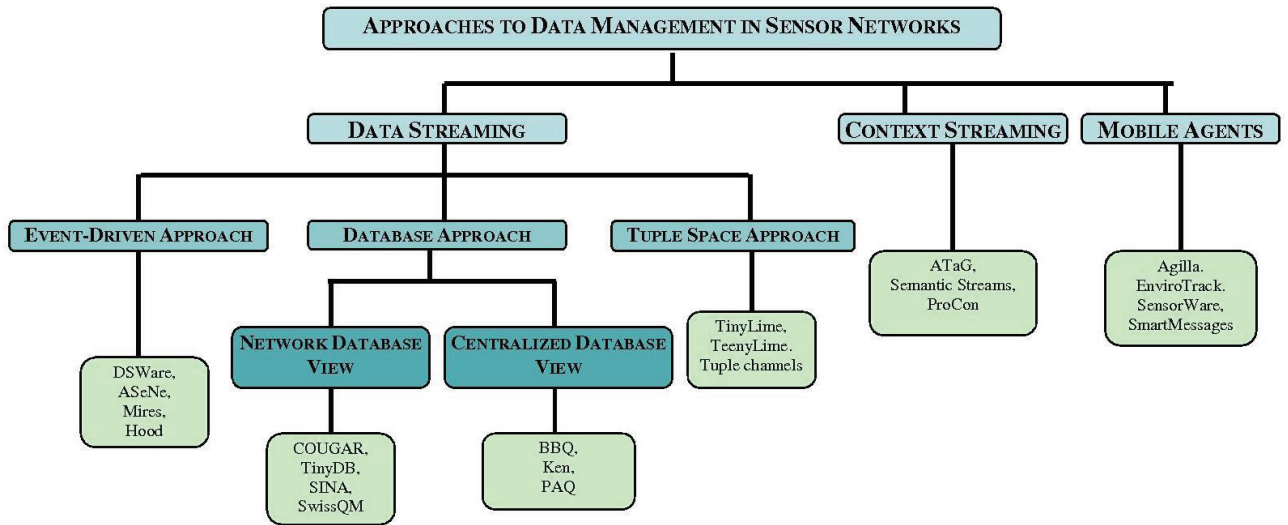 APPROACHES TO DATA MANAGEMENT IN SENSOR NETWORKS
DATA STREAMING
CONTEXT STREAMING
MOBILE AGENTS
EVENT-DRIVEN APPROACH
DATABASE APPROACH
TUPLE SPACE APPROACH
ATaG,
Semantic Streams,
ProCon
Agilla.
EnviroTrack.
SensorWare,
SmartMessages
NETWORK DATABASE
VIEW
CENTRALIZED DATABASE
VIEW
TinyLime,
TeenyLime.
Tuple channels
DSWare,
ASeNe,
Mires,
Hood
COUGAR,
TinyDB,
SINA,
SwissQM
BBQ,
Ken,
PAQ